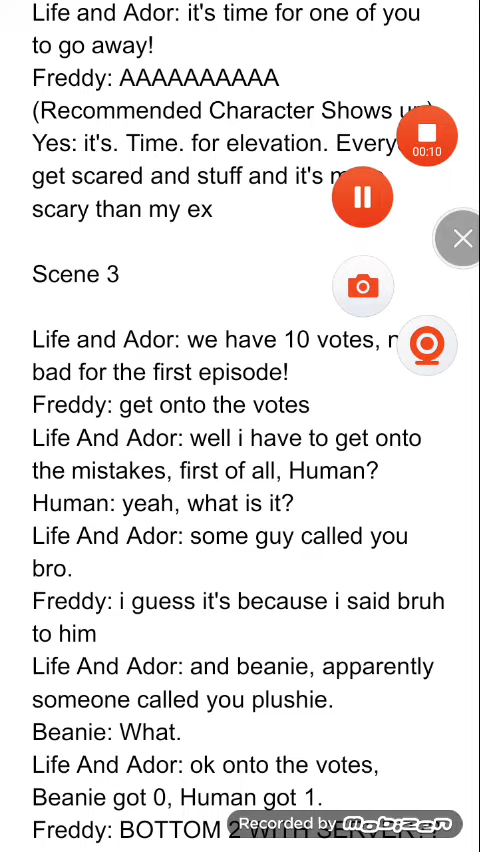 Life and Ador: it's time for one of you
to go away!
Freddy: AAAAAAAAAA
(Recommended Character Shows up)
Yes: it's. Time. for elevation. Every
get scared and stuff and it's
scary than my ex
Scene 3
Life and Ador: we have 10 votes,
bad for the first episode!
Freddy: get onto the votes
Life And Ador: well i have to get onto
the mistakes, first of all, Human?
Human: yeah, what is it?
Life And Ador: some guy called you
bro.
Freddy: i guess it's because i said bruh
to him
Life And Ador: and beanie, apparently
someone called you plushie.
Beanie: What.
Life And Ador: ok onto the votes,
Beanie got 0, Human got 1.
Freddy: BOTTOM 2 WITH SERVER??
00:10
Recorded by mobizen